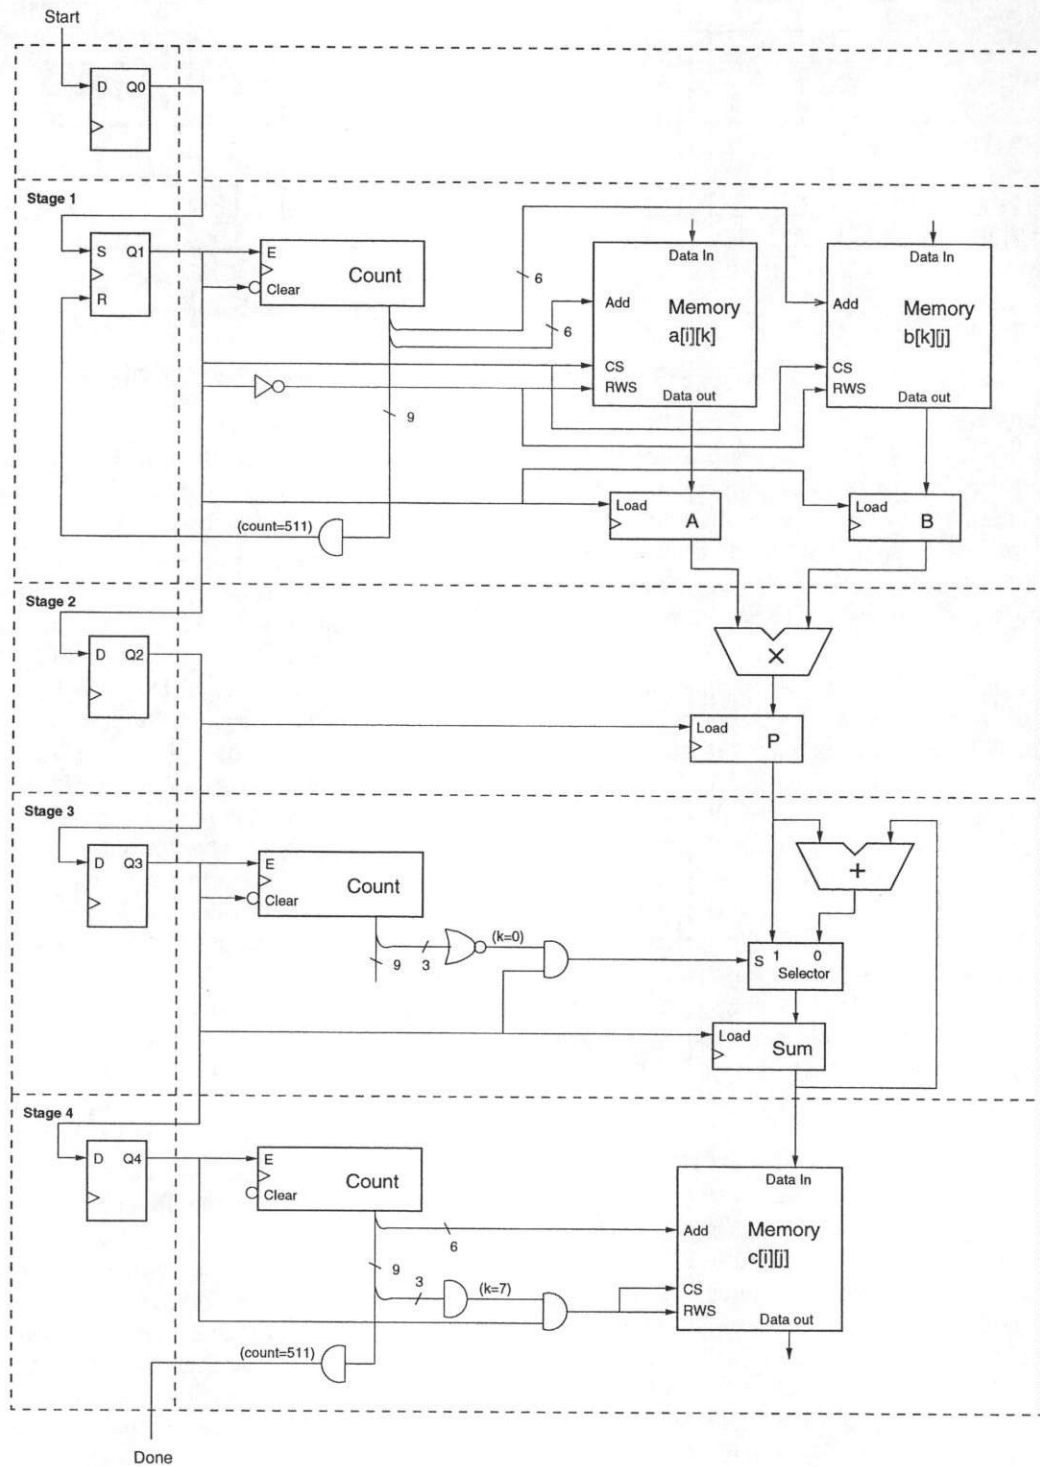 Start
D Q0
Stage 1
S Q1
R
E
Count
Clear
6
6
9
Data In
Add
Memory
a[i][k]
CS
RWS
Data out
Data In
Add
Memory
b[k][j]
CS
RWS
Data out
Load
A
Load
B
(count=511)
Stage 2
D Q2
×
Load
P
Stage 3
D Q3
E
Count
Clear
9
3
(k=0)
+
S 1 0
Selector
Load
Sum
Stage 4
D Q4
E
Count
Clear
6
9
3
(k=7)
Data In
Add
Memory
c[i][j]
CS
RWS
Data out
(count=511)
Done